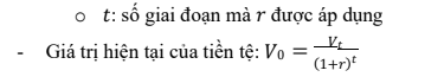 ○ t: số giai đoạn mà r được áp dụng
- Giá trị hiện tại của tiền tệ: V₀ = Vₜ / (1+r)ᵗ